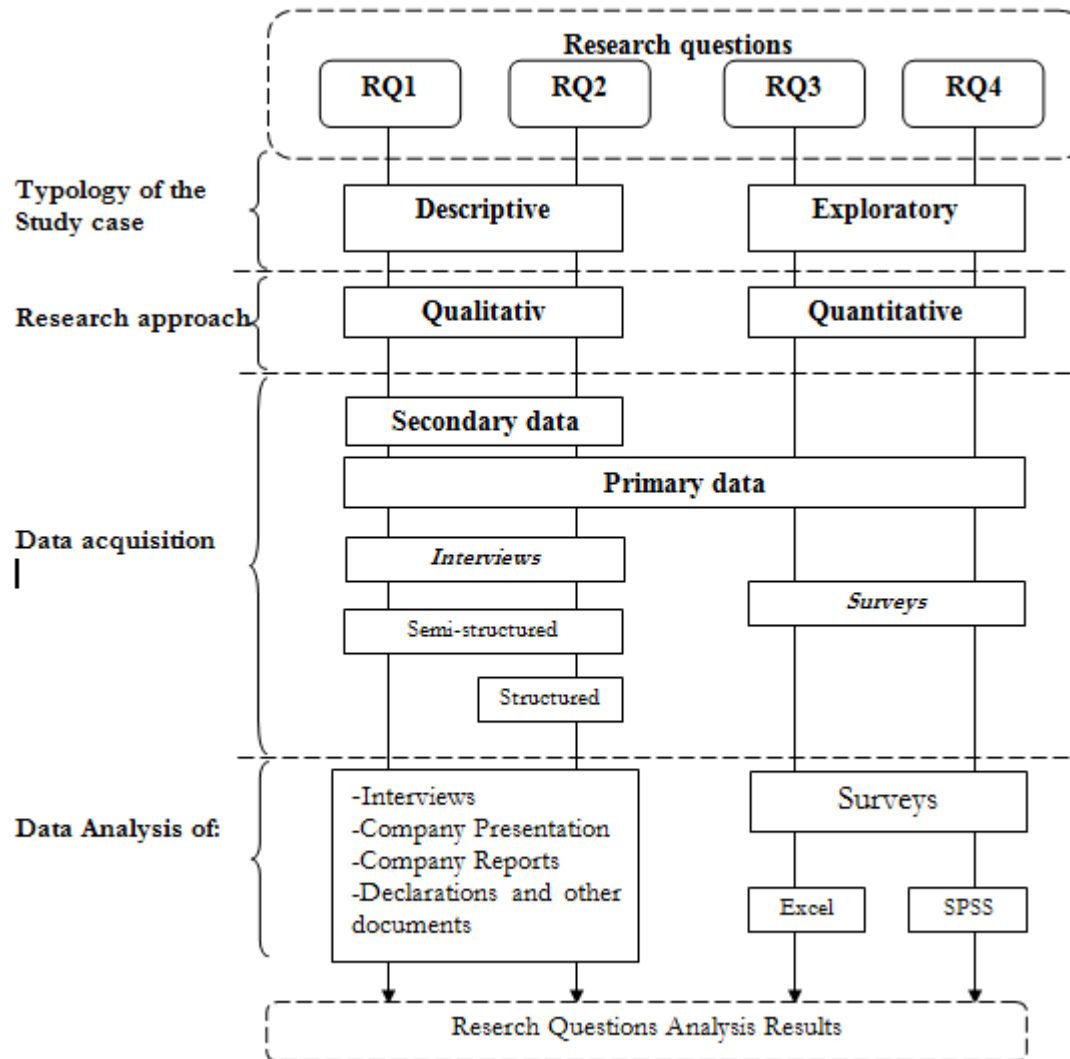 Research questions
RQ1 RQ2 RQ3 RQ4
Typology of the
Study case
Descriptive
Exploratory
Research approach
Qualitativ
Quantitative
Secondary data
Primary data
Data acquisition
Interviews
Surveys
Semi-structured
Structured
Data Analysis of:
-Interviews
-Company Presentation
-Company Reports
-Declarations and other
documents
Surveys
Excel
SPSS
Reserch Questions Analysis Results